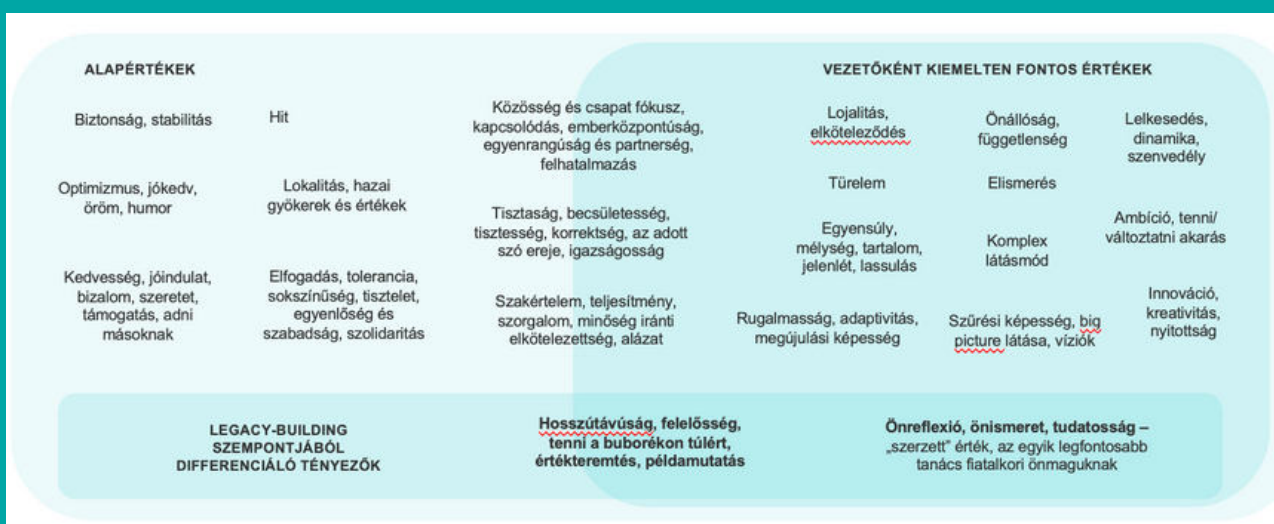 ALAPÉRTÉKEK
Biztonság, stabilitás
Hit
Optimizmus, jókedv,
öröm, humor
Lokalitás, hazai
gyökerek és értékek
Kedvesség, jóindulat,
bizalom, szeretet,
támogatás, adni
másoknak
Elfogadás, tolerancia,
sokszínűség, tisztelet,
egyenlőség és
szabadság, szolidaritás
Közösség és csapat fókusz,
kapcsolódás, emberközpontúság,
egyenrangúság és partnerség,
felhatalmazás
Tisztaság, becsületesség,
tisztesség, korrektség, az adott
szó ereje, igazságosság
Szakértelem, teljesítmény,
szorgalom, minőség iránti
elkötelezettség, alázat
VEZETŐKÉNT KIEMELTEN FONTOS ÉRTÉKEK
Lojalitás,
elköteleződés
Türelem
Egyensúly,
mélység, tartalom,
jelenlét, lassulás
Rugalmasság, adaptivitás,
megújulási képesség
Önállóság,
függetlenség
Elismerés
Komplex
látásmód
Szűrési képesség, big
picture látása, víziók
Lelkesedés,
dinamika,
szenvedély
Ambíció, tenni/
változtatni akarás
Innováció,
kreativitás,
nyitottság
LEGACY-BUILDING
SZEMPONTJÁBÓL
DIFFERENCIÁLÓ TÉNYEZŐK
Hosszútávúság, felelősség,
tenni a buborékon túlért,
értékteremtés, példamutatás
Önreflexió, önismeret, tudatosság –
„szerzett” érték, az egyik legfontosabb
tanács fiatalkori önmaguknak